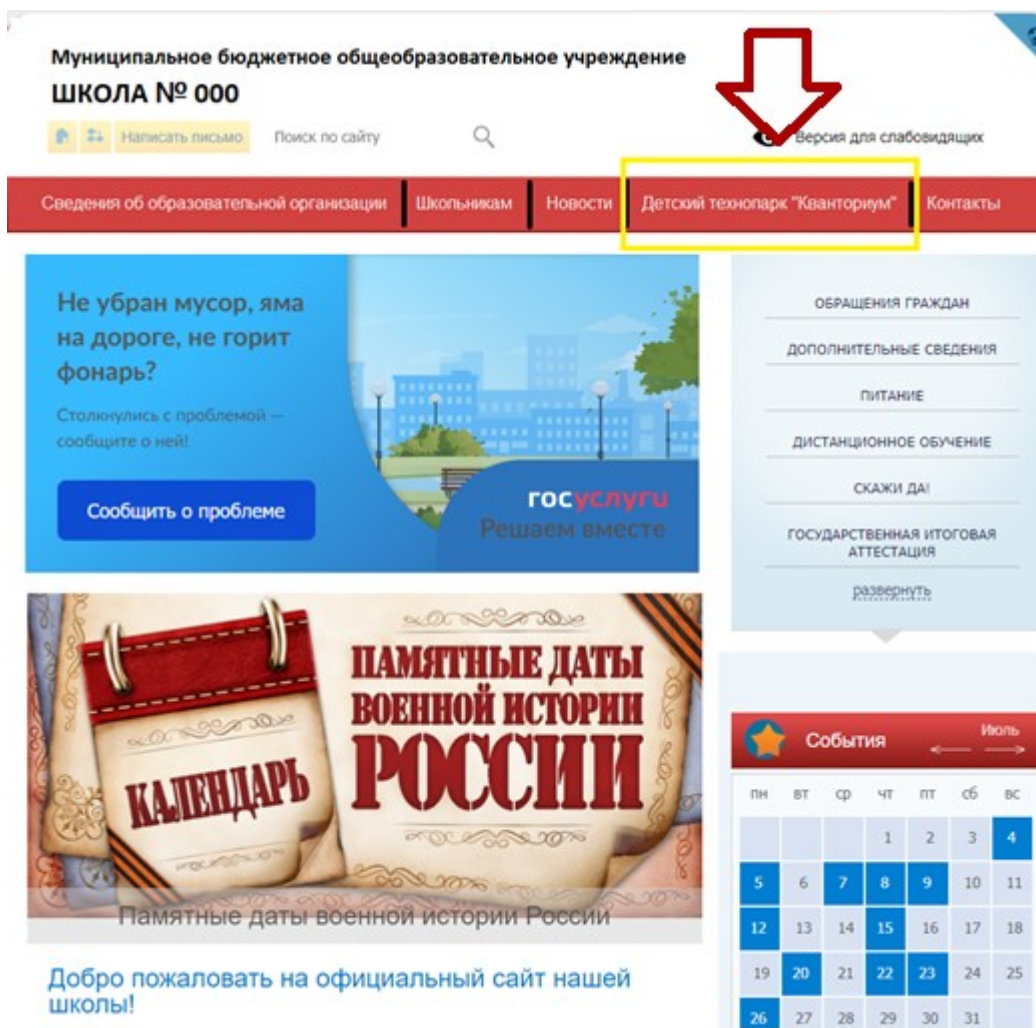 Муниципальное бюджетное общеобразовательное учреждение
ШКОЛА № 000
Написать письмо
Поиск по сайту
Версия для слабовидящих
Сведения об образовательной организации
Школьникам
Новости
Детский технопарк "Кванториум"
Контакты
Не убран мусор, яма
на дороге, не горит
фонарь?
Столкнулись с проблемой —
сообщите о ней!
Сообщить о проблеме
госуслуги
Решаем вместе
ОБРАЩЕНИЯ ГРАЖДАН
ДОПОЛНИТЕЛЬНЫЕ СВЕДЕНИЯ
ПИТАНИЕ
ДИСТАНЦИОННОЕ ОБУЧЕНИЕ
СКАЖИ ДА!
ГОСУДАРСТВЕННАЯ ИТОГОВАЯ
АТТЕСТАЦИЯ
развернуть
КАЛЕНДАРЬ
ПАМЯТНЫЕ ДАТЫ
ВОЕННОЙ ИСТОРИИ
РОССИИ
Памятные даты военной истории России
Добро пожаловать на официальный сайт нашей
школы!
События
Июль
пн вт ср чт пт сб вс
1 2 3 4
5 6 7 8 9 10 11
12 13 14 15 16 17 18
19 20 21 22 23 24 25
26 27 28 29 30 31